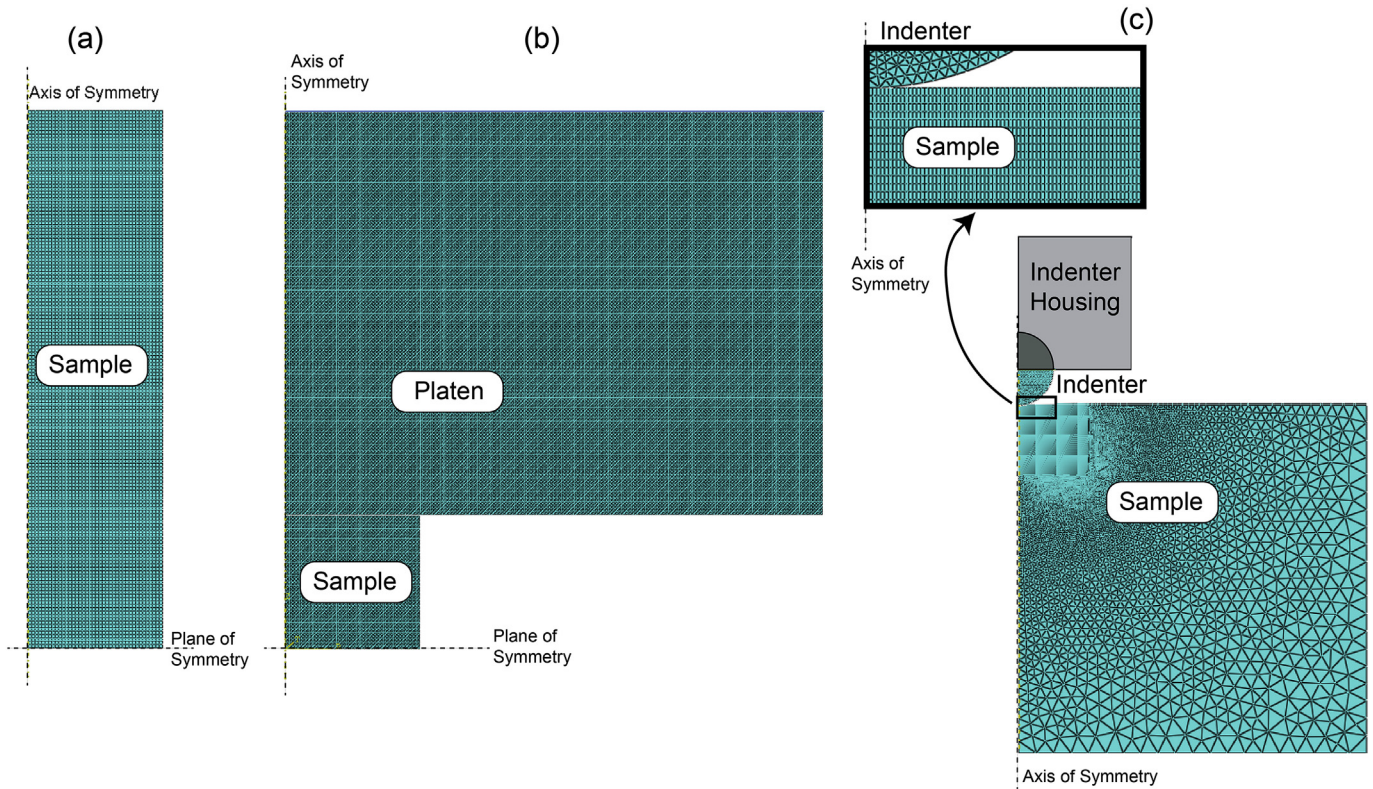 (a)
Axis of Symmetry
Sample
Plane of
Symmetry
(b)
Axis of
Symmetry
Platen
Sample
Plane of
Symmetry
(c)
Indenter
Sample
Axis of
Symmetry
Indenter
Housing
Indenter
Sample
Axis of Symmetry